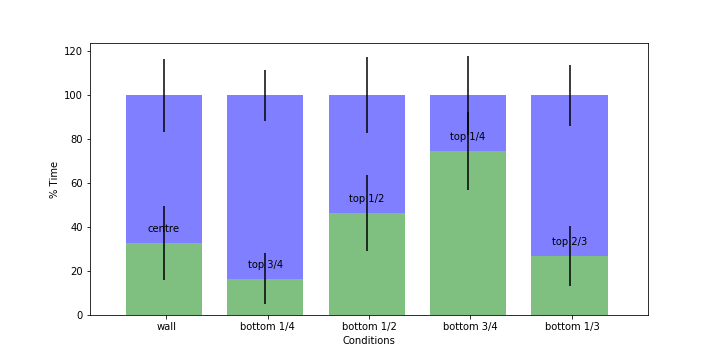 120
100
80
60
40
20
0
% Time
centre
top 3/4
top 1/2
top 1/4
top 2/3
wall
bottom 1/4
bottom 1/2
bottom 3/4
bottom 1/3
Conditions